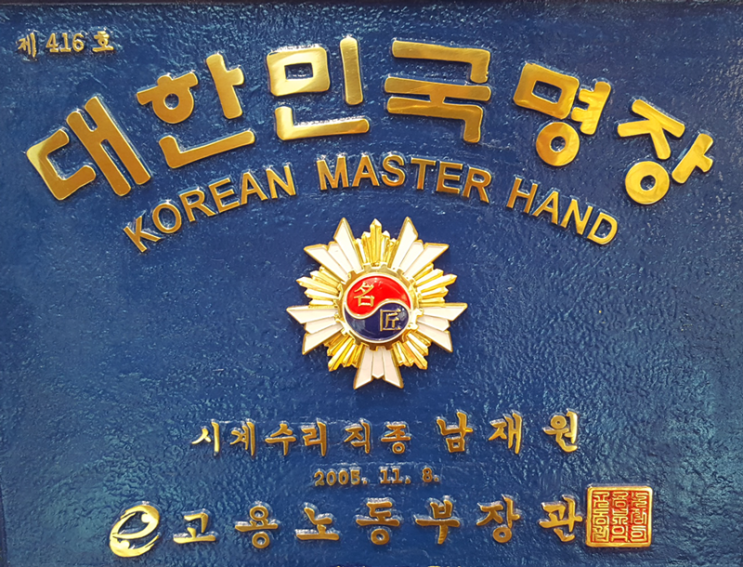 제 416 호
대한민국명장
KOREAN MASTER HAND
名
匠
시계수리직종 남재원
2005. 11. 8.
고용노동부장관